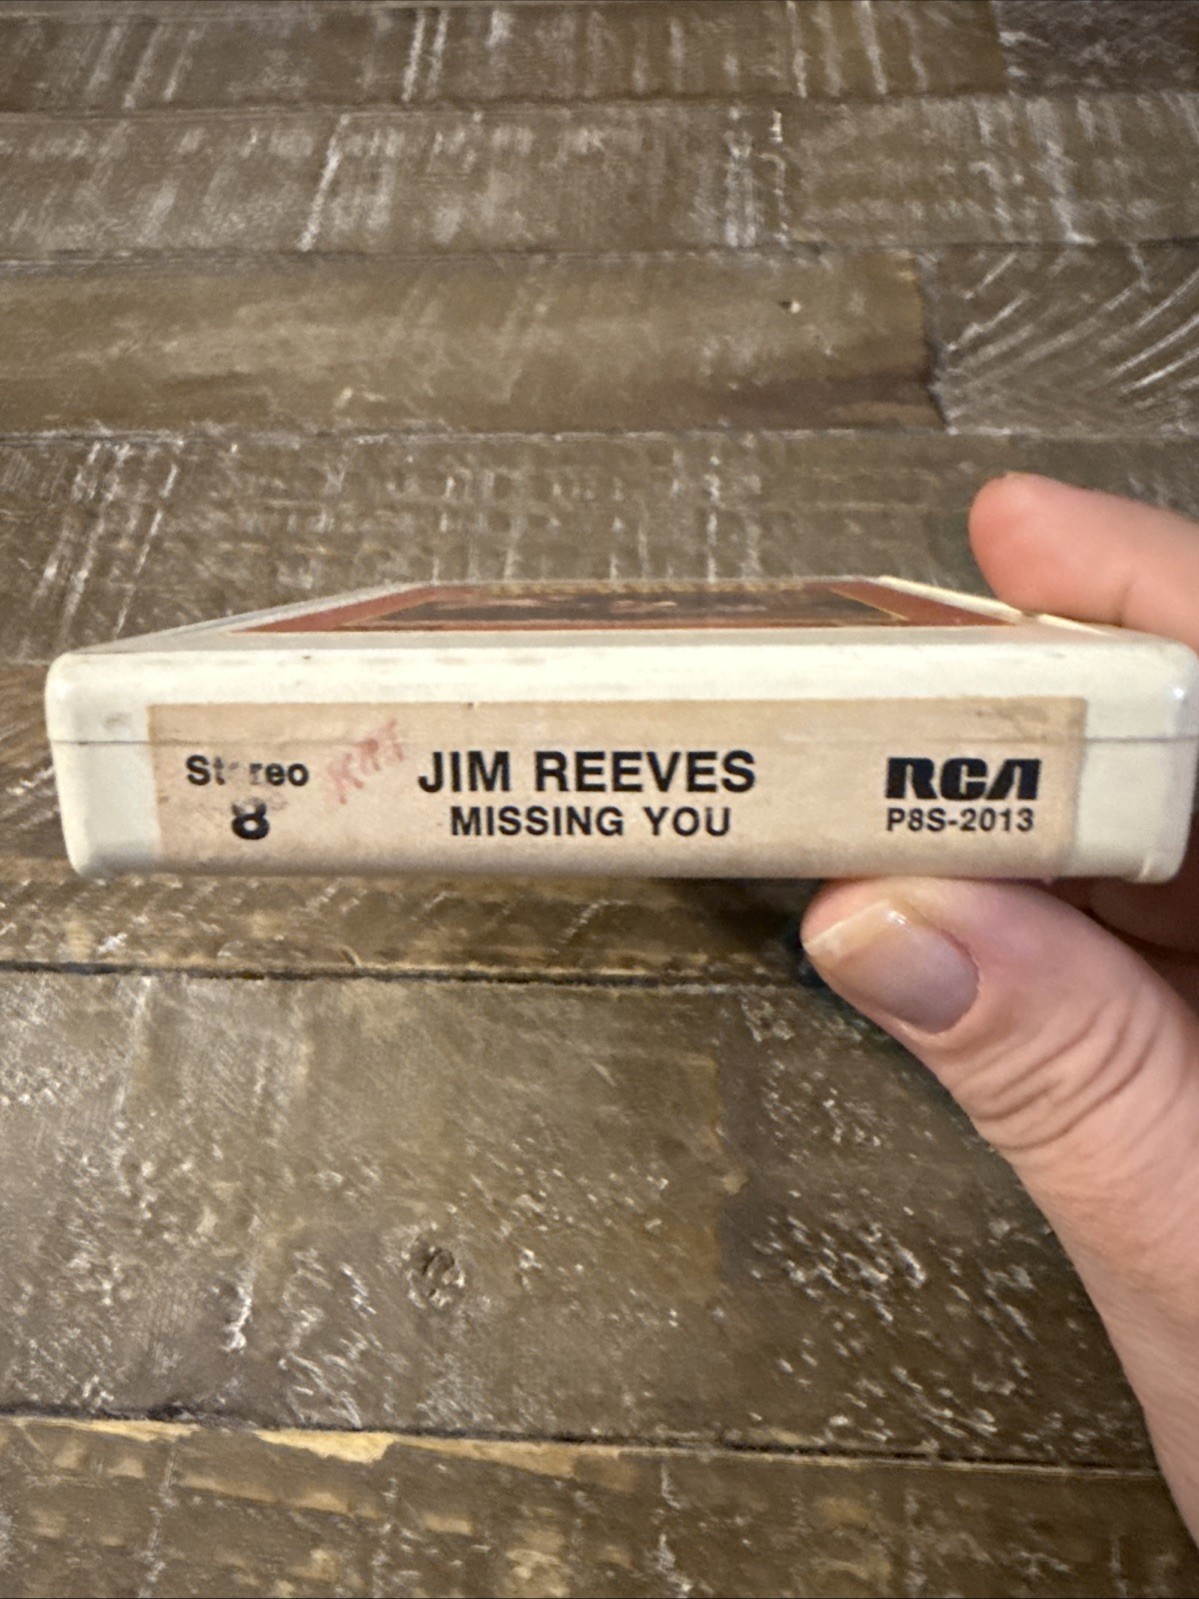 Stereo
8
JIM REEVES
MISSING YOU
RCA
P8S-2013